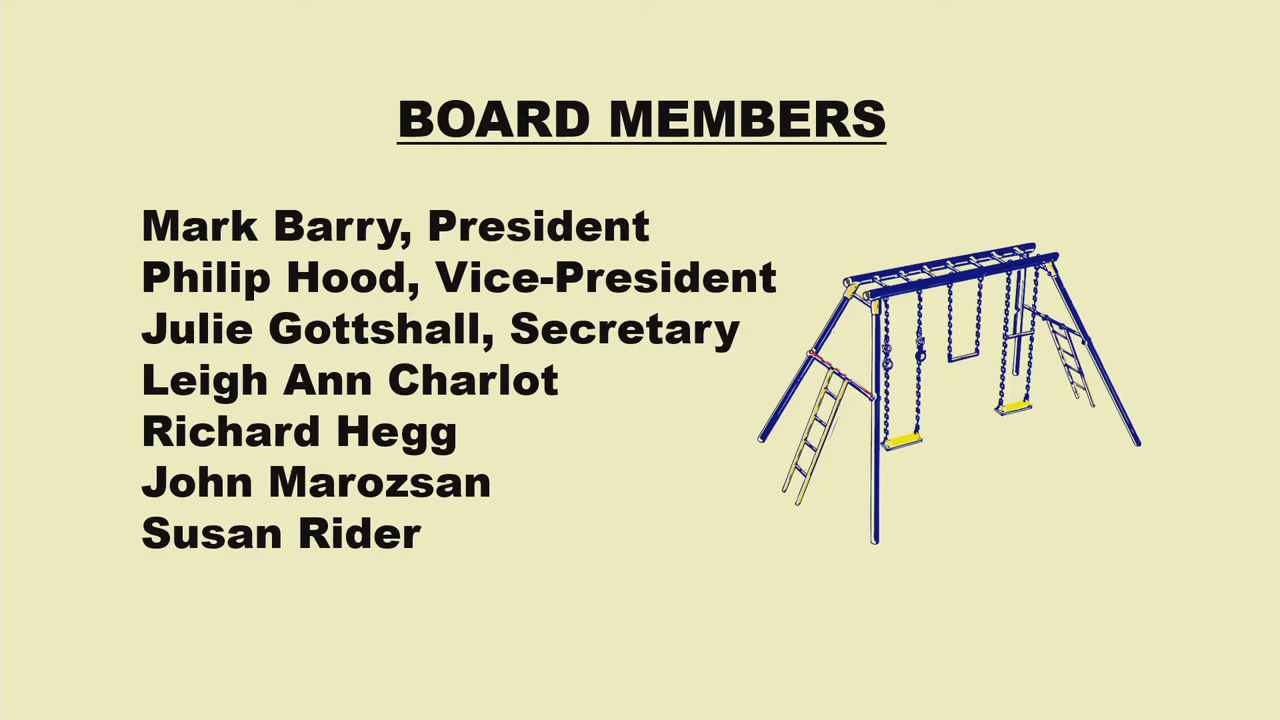 BOARD MEMBERS
Mark Barry, President
Philip Hood, Vice-President
Julie Gottshall, Secretary
Leigh Ann Charlot
Richard Hegg
John Marozsan
Susan Rider